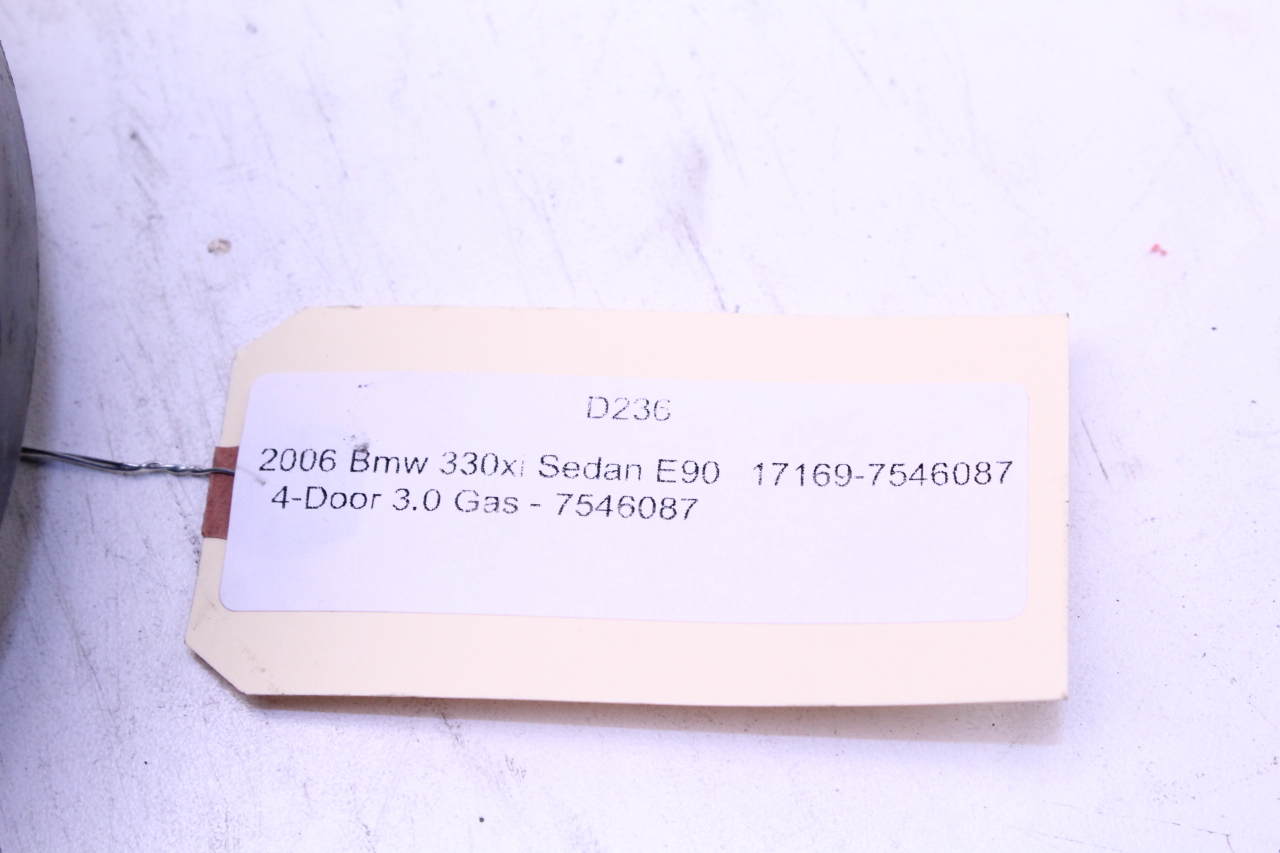 D236
2006 Bmw 330xi Sedan E90 17169-7546087
4-Door 3.0 Gas - 7546087